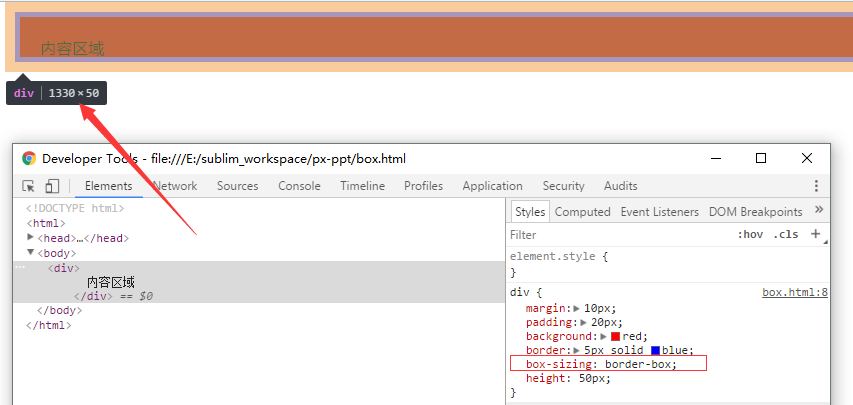 内容区域
div | 1330 × 50
Developer Tools - file:///E:/sublim_workspace/px-ppt/box.html
Elements Network Sources Console Timeline Profiles Application Security Audits
<!DOCTYPE html>
<html>
<head>…</head>
<body>
<div>
内容区域
</div> == $0
</body>
</html>
Styles Computed Event Listeners DOM Breakpoints »
Filter :hov .cls +
element.style {
}
div { box.html:8
margin: 10px;
padding: 20px;
background: red;
border: 5px solid blue;
box-sizing: border-box;
height: 50px;
}